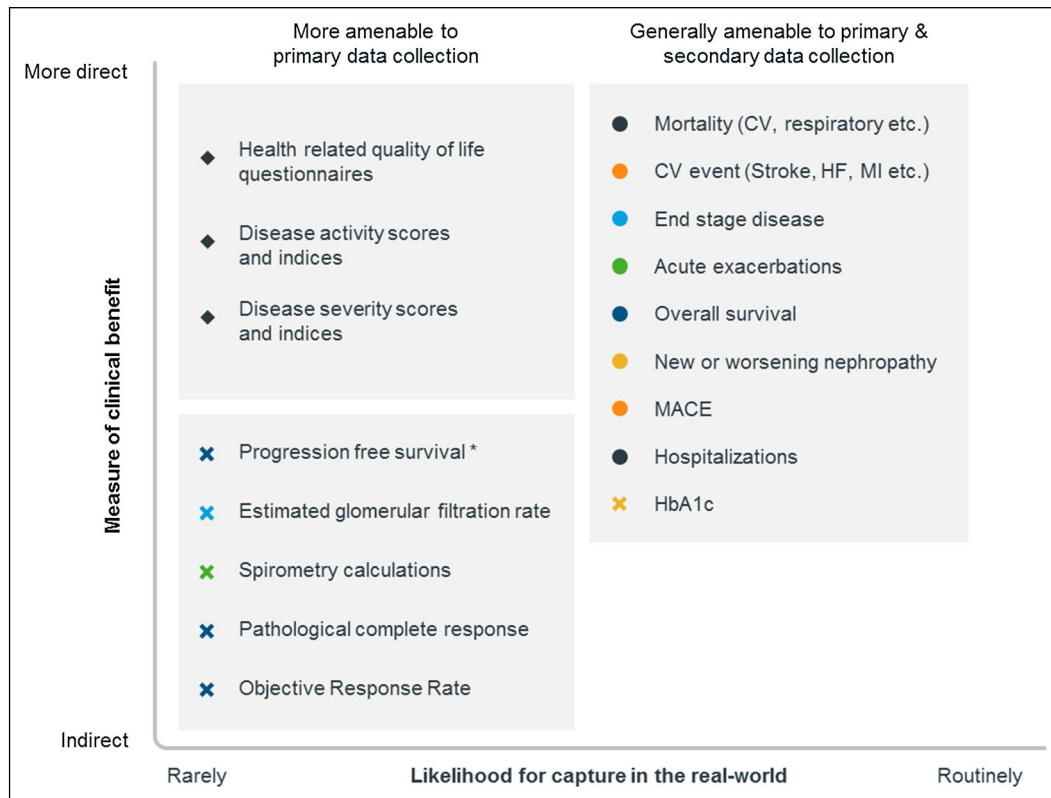 More amenable to
primary data collection
Generally amenable to primary &
secondary data collection
More direct
Measure of clinical benefit
Indirect
Health related quality of life
questionnaires
Disease activity scores
and indices
Disease severity scores
and indices
Progression free survival *
Estimated glomerular filtration rate
Spirometry calculations
Pathological complete response
Objective Response Rate
Mortality (CV, respiratory etc.)
CV event (Stroke, HF, MI etc.)
End stage disease
Acute exacerbations
Overall survival
New or worsening nephropathy
MACE
Hospitalizations
HbA1c
Rarely
Likelihood for capture in the real-world
Routinely